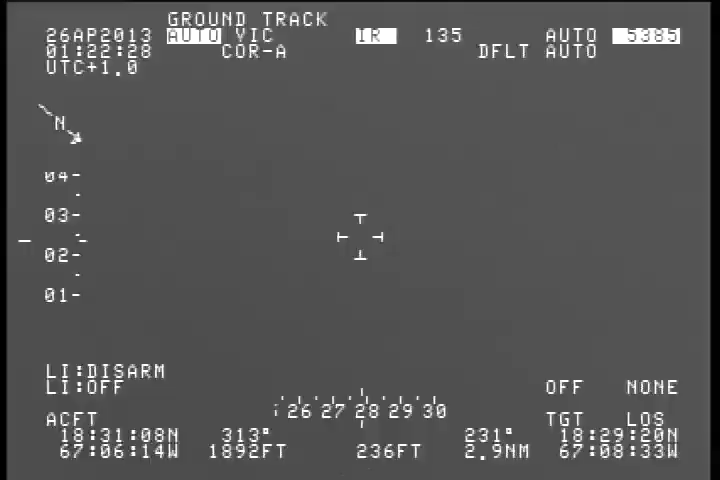 GROUND TRACK
26AP2013 AUTO VIC IR 135 AUTO 5385
01:22:28 COR-A DFLT AUTO
UTC+1.0
N
04
03
02
01
LI:DISARM
LI:OFF OFF NONE
26 27 28 29 30
ACFT TGT LOS
18:31:08N 313° 231° 18:29:20N
67:06:14W 1892FT 236FT 2.9NM 67:08:33W